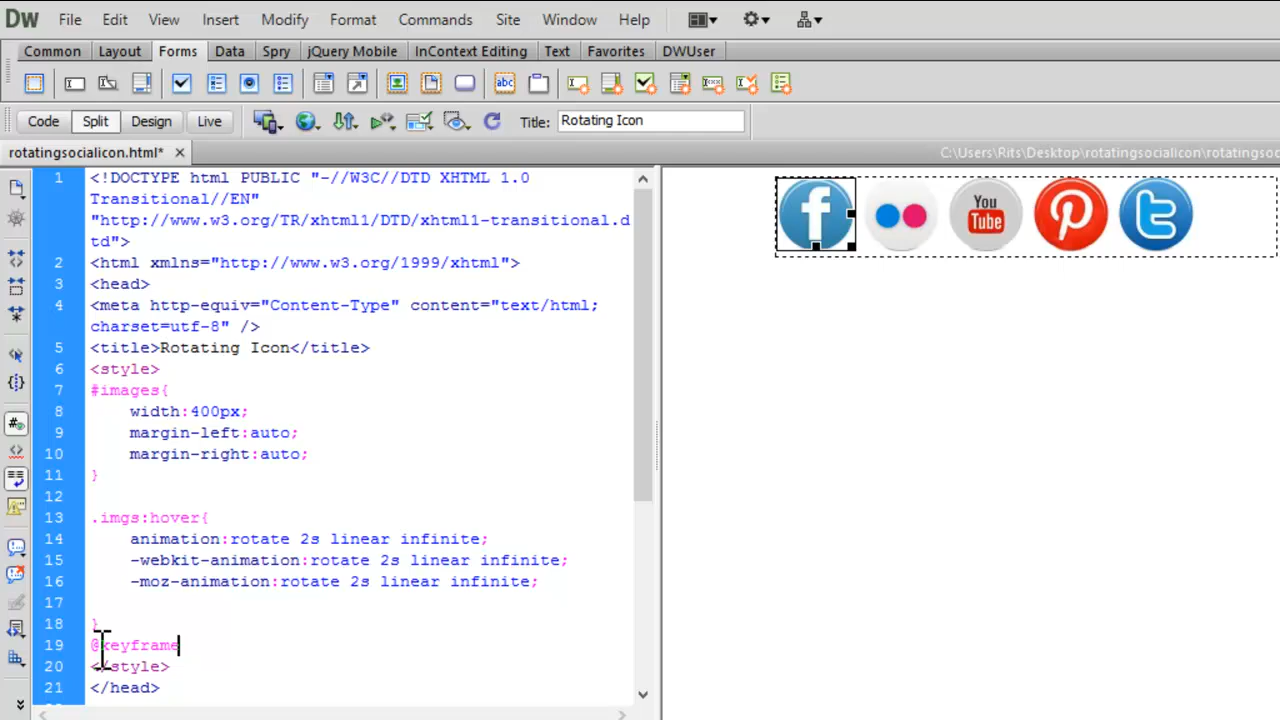 Dw File Edit View Insert Modify Format Commands Site Window Help
Common Layout Forms Data Spry jQuery Mobile InContext Editing Text Favorites DWUser
abc
Code Split Design Live Title: Rotating Icon
rotatingsocialicon.html* × C:\Users\Rits\Desktop\rotatingsocialicon\rotatingso
1 <!DOCTYPE html PUBLIC "-//W3C//DTD XHTML 1.0
Transitional//EN"
"http://www.w3.org/TR/xhtml1/DTD/xhtml1-transitional.d
td">
2 <html xmlns="http://www.w3.org/1999/xhtml">
3 <head>
4 <meta http-equiv="Content-Type" content="text/html;
charset=utf-8" />
5 <title>Rotating Icon</title>
6 <style>
7 #images{
8 width:400px;
9 margin-left:auto;
10 margin-right:auto;
11 }
12
13 .imgs:hover{
14 animation:rotate 2s linear infinite;
15 -webkit-animation:rotate 2s linear infinite;
16 -moz-animation:rotate 2s linear infinite;
17
18 }
19 @keyframe
20 </style>
21 </head>
f
You
Tube
P
t